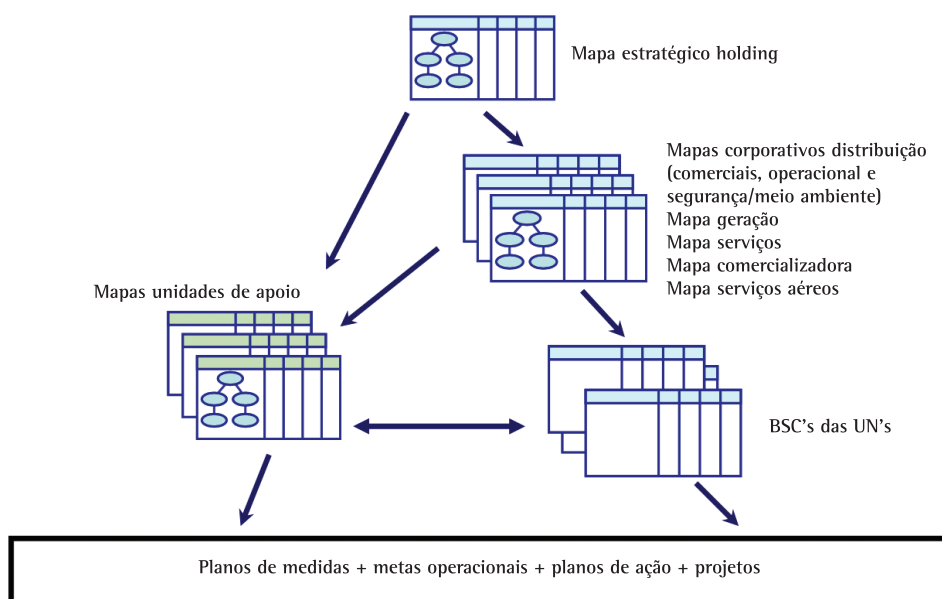 Mapa estratégico holding
Mapas corporativos distribuição
(comerciais, operacional e
segurança/meio ambiente)
Mapa geração
Mapa serviços
Mapa comercializadora
Mapa serviços aéreos
Mapas unidades de apoio
BSC's das UN's
Planos de medidas + metas operacionais + planos de ação + projetos